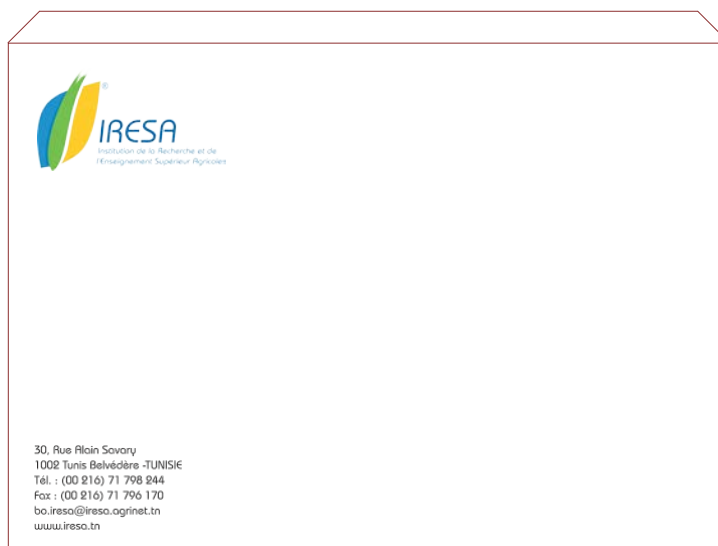 ®
IRESA
Institution de la Recherche et de
l'Enseignement Supérieur Agricoles
30, Rue Alain Savary
1002 Tunis Belvédère -TUNISIE
Tél. : (00 216) 71 798 244
Fax : (00 216) 71 796 170
bo.iresa@iresa.agrinet.tn
www.iresa.tn